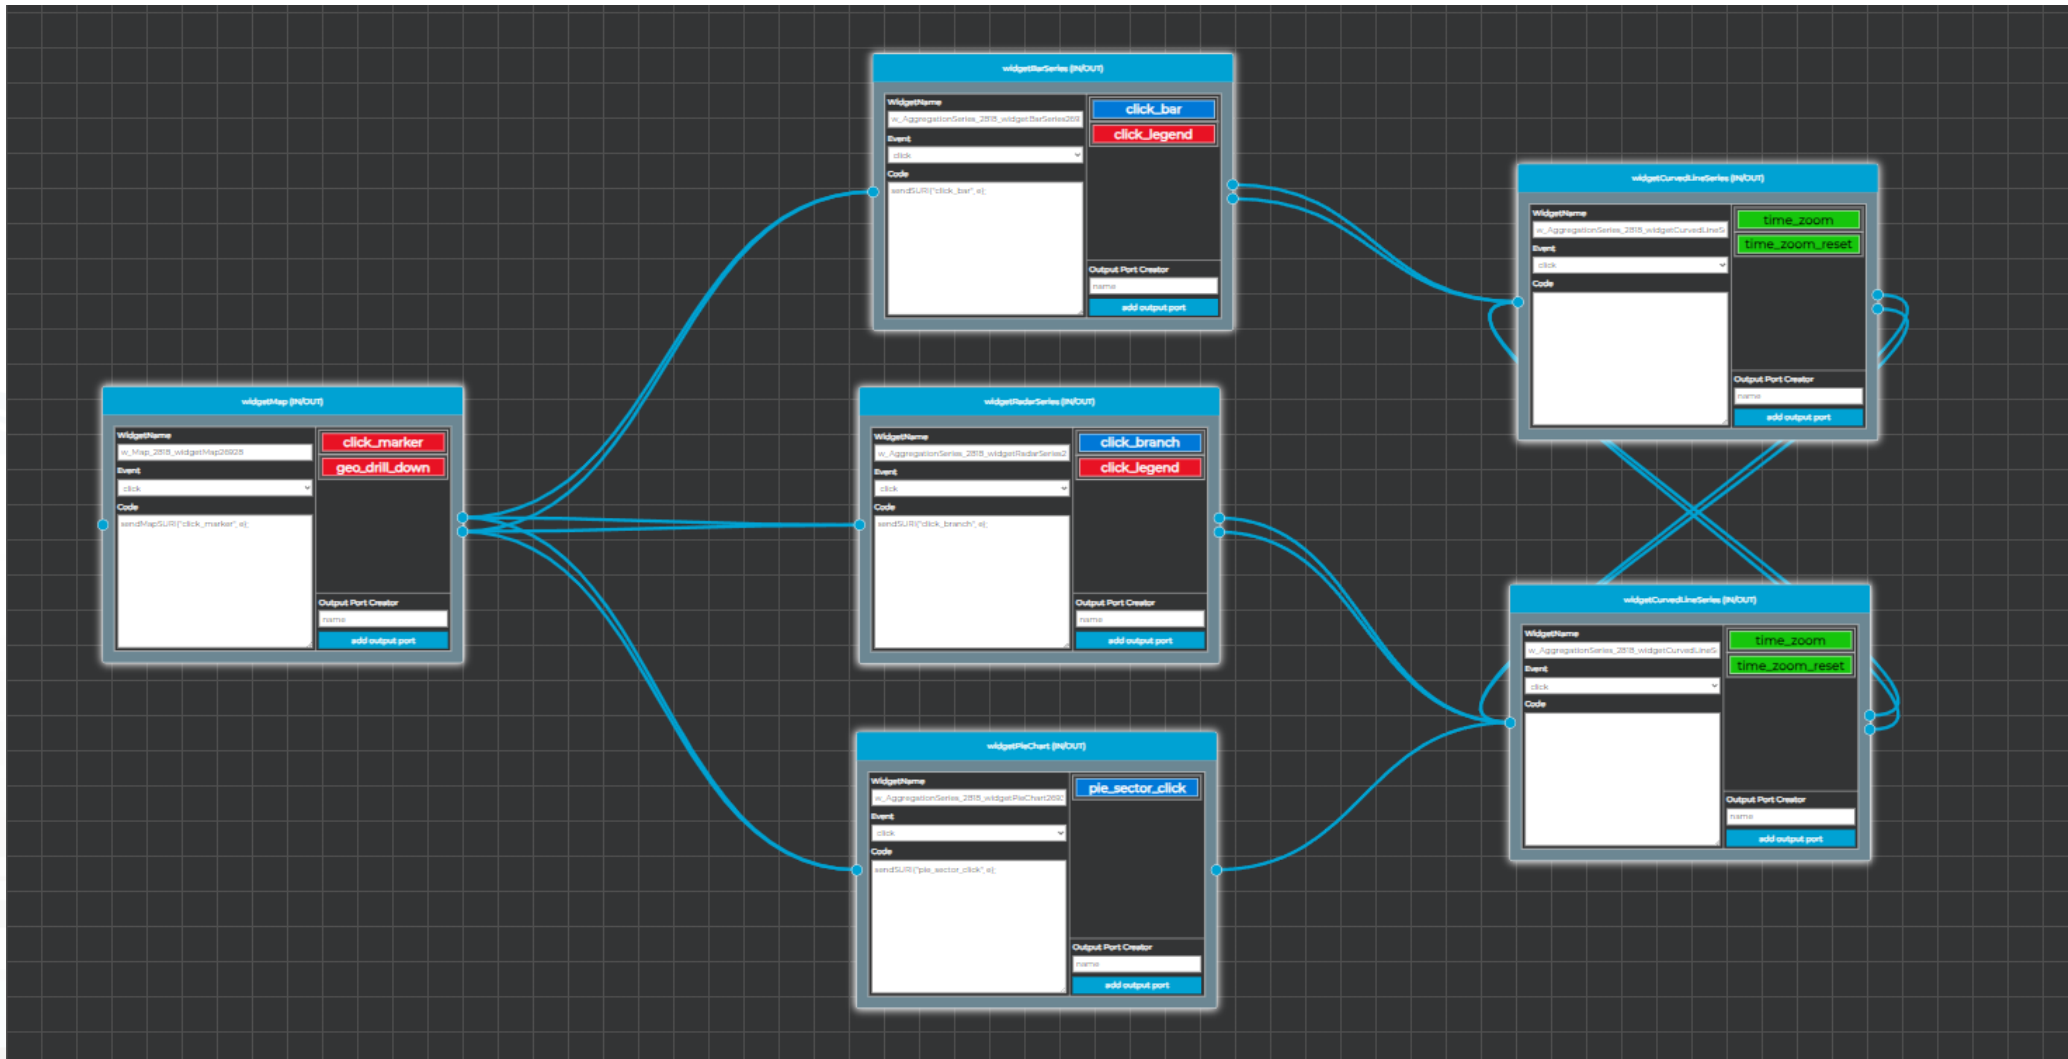 widgetBarSeries (IN/OUT)
WidgetName
w_AggregationSeries_2818_widgetBarSeries269
Event
click
Code
sendSURI("click_bar", e);
click_bar
click_legend
Output Port Creator
name
add output port
widgetCurvedLineSeries (IN/OUT)
WidgetName
w_AggregationSeries_2818_widgetCurvedLineS
Event
click
Code
time_zoom
time_zoom_reset
Output Port Creator
name
add output port
widgetMap (IN/OUT)
WidgetName
w_Map_2818_widgetMap26928
Event
click
Code
sendMapSURI("click_marker", e);
click_marker
geo_drill_down
Output Port Creator
name
add output port
widgetRadarSeries (IN/OUT)
WidgetName
w_AggregationSeries_2818_widgetRadarSeries2
Event
click
Code
sendSURI("click_branch", e);
click_branch
click_legend
Output Port Creator
name
add output port
widgetCurvedLineSeries (IN/OUT)
WidgetName
w_AggregationSeries_2818_widgetCurvedLineS
Event
click
Code
time_zoom
time_zoom_reset
Output Port Creator
name
add output port
widgetPieChart (IN/OUT)
WidgetName
w_AggregationSeries_2818_widgetPieChart269
Event
click
Code
sendSURI("pie_sector_click", e);
pie_sector_click
Output Port Creator
name
add output port